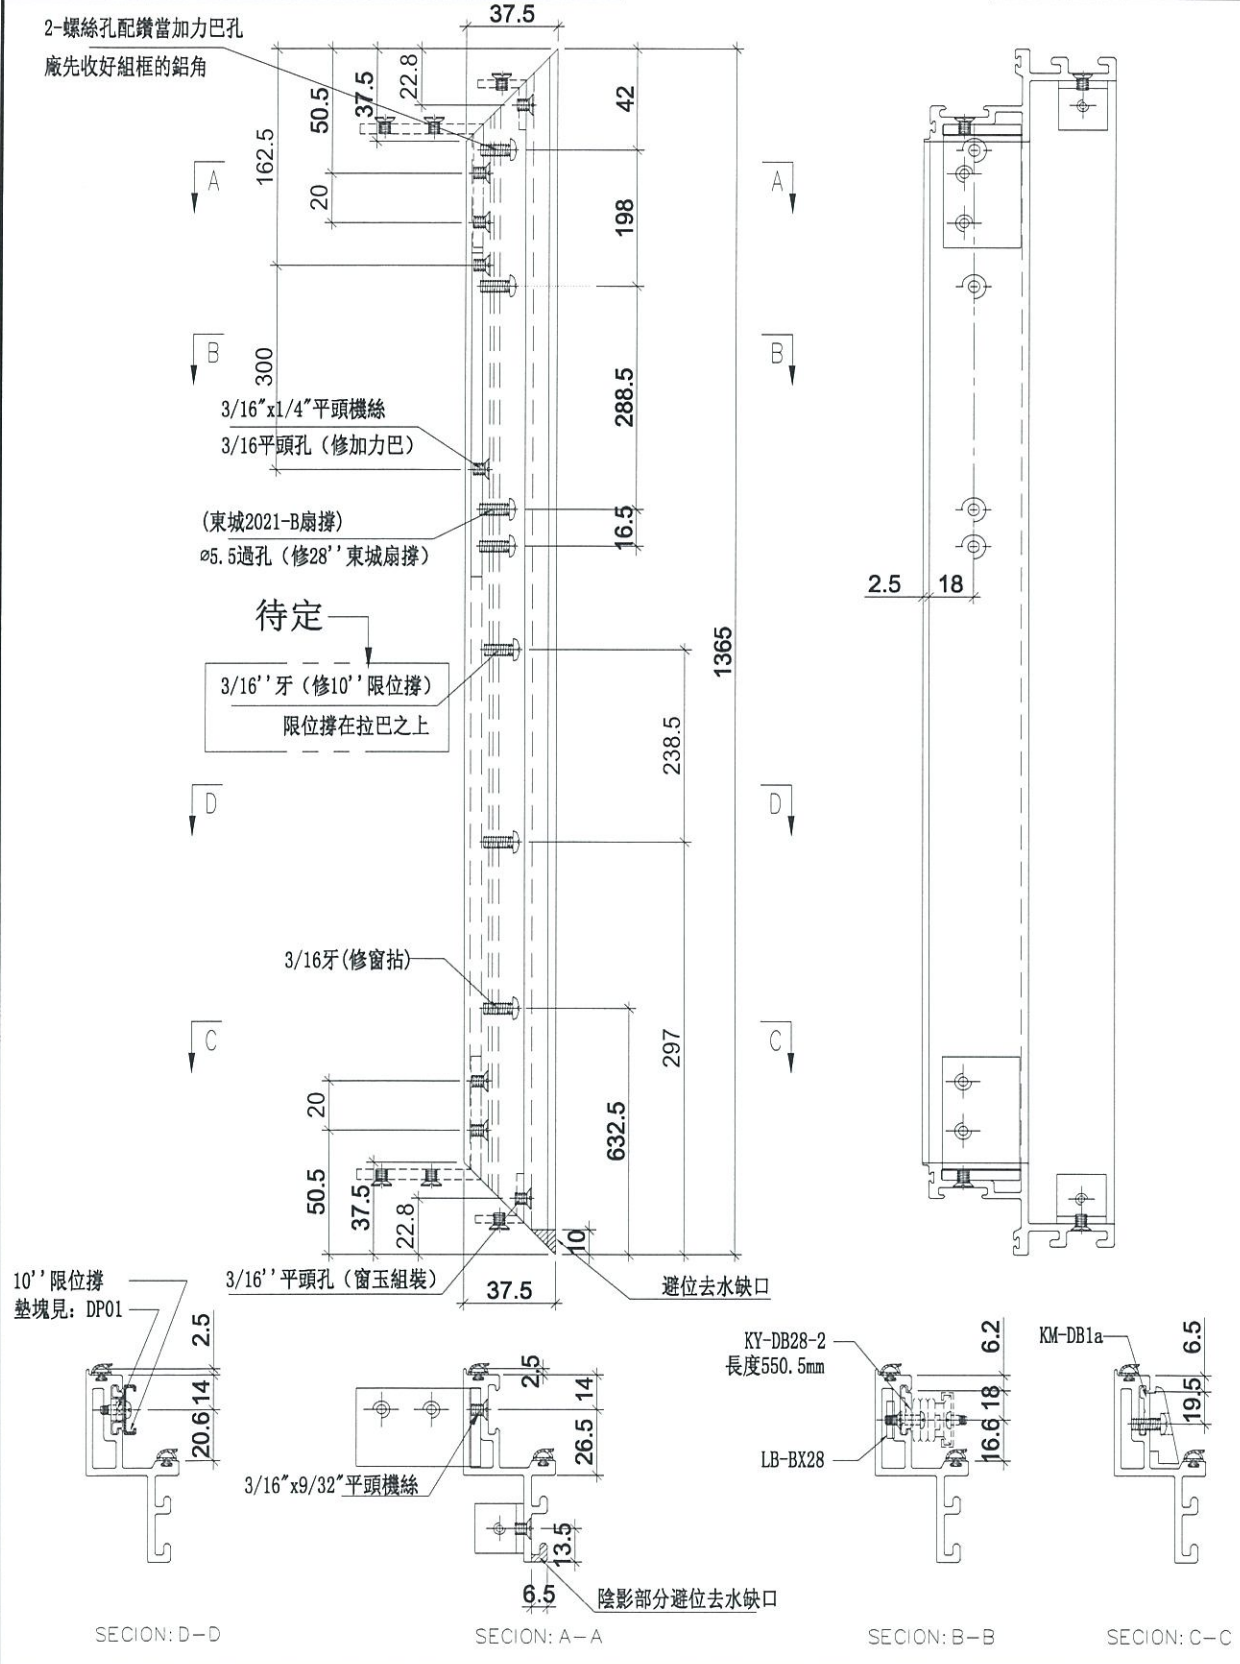 2-螺絲孔配鑽當加力巴孔
廠先收好組框的鋁角
37.5
162.5
50.5
37.5
22.8
20
42
198
A
A
B
B
300
288.5
3/16"x1/4"平頭機絲
3/16平頭孔（修加力巴）
(東城2021-B扇撐)
ø5.5過孔（修28''東城扇撐）
16.5
2.5
18
待定
3/16''牙（修10''限位撐）
限位撐在拉巴之上
1365
238.5
D
D
3/16牙(修窗拈)
C
C
297
632.5
20
50.5
37.5
22.8
10
3/16''平頭孔（窗玉組裝）
37.5
避位去水缺口
10''限位撐
墊塊見: DP01
2.5
14
20.6
SECION: D-D
2.5
14
26.5
3/16"x9/32"平頭機絲
13.5
6.5
陰影部分避位去水缺口
SECION: A-A
KY-DB28-2
長度550.5mm
LB-BX28
6.2
18
16.6
SECION: B-B
KM-DB1a
6.5
19.5
SECION: C-C